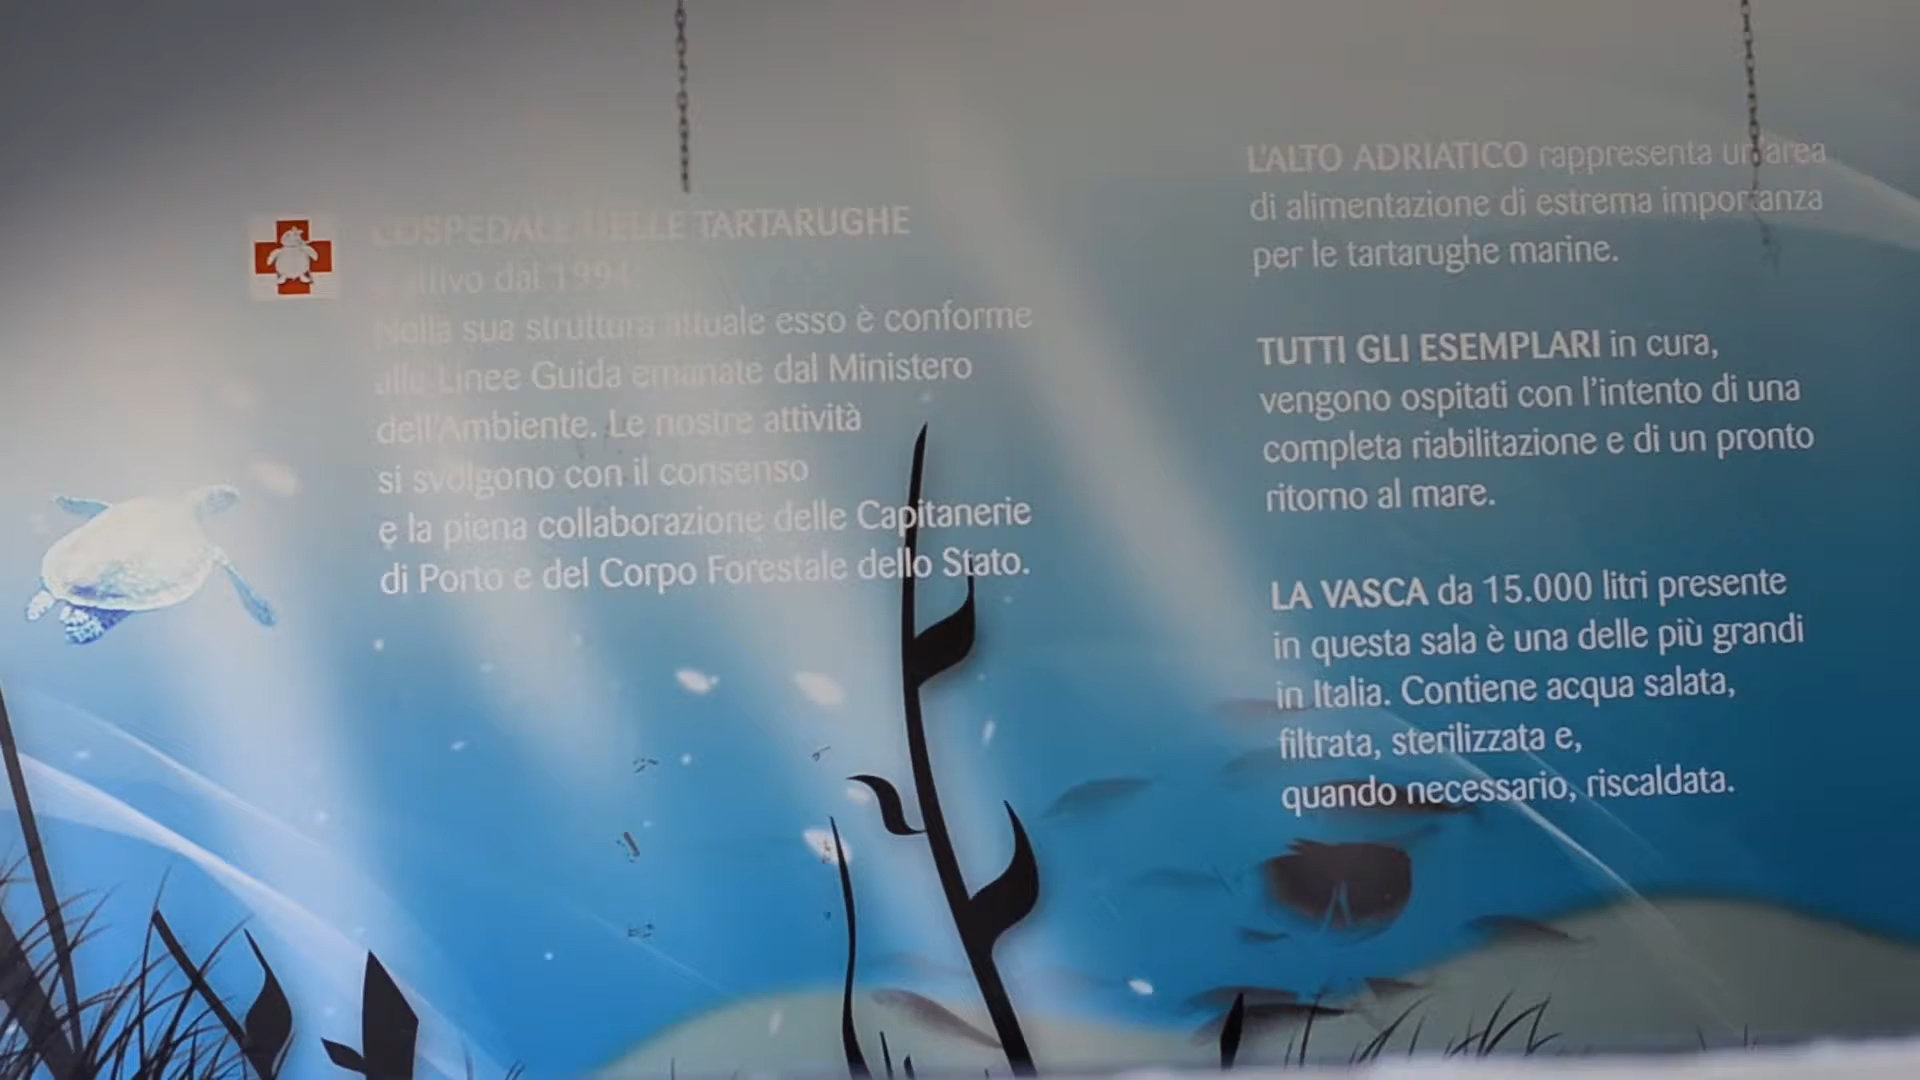 L'OSPEDALE DELLE TARTARUGHE
è attivo dal 1994.
Nella sua struttura attuale esso è conforme
alle Linee Guida emanate dal Ministero
dell'Ambiente. Le nostre attività
si svolgono con il consenso
e la piena collaborazione delle Capitanerie
di Porto e del Corpo Forestale dello Stato.
L'ALTO ADRIATICO rappresenta un'area
di alimentazione di estrema importanza
per le tartarughe marine.
TUTTI GLI ESEMPLARI in cura,
vengono ospitati con l'intento di una
completa riabilitazione e di un pronto
ritorno al mare.
LA VASCA da 15.000 litri presente
in questa sala è una delle più grandi
in Italia. Contiene acqua salata,
filtrata, sterilizzata e,
quando necessario, riscaldata.